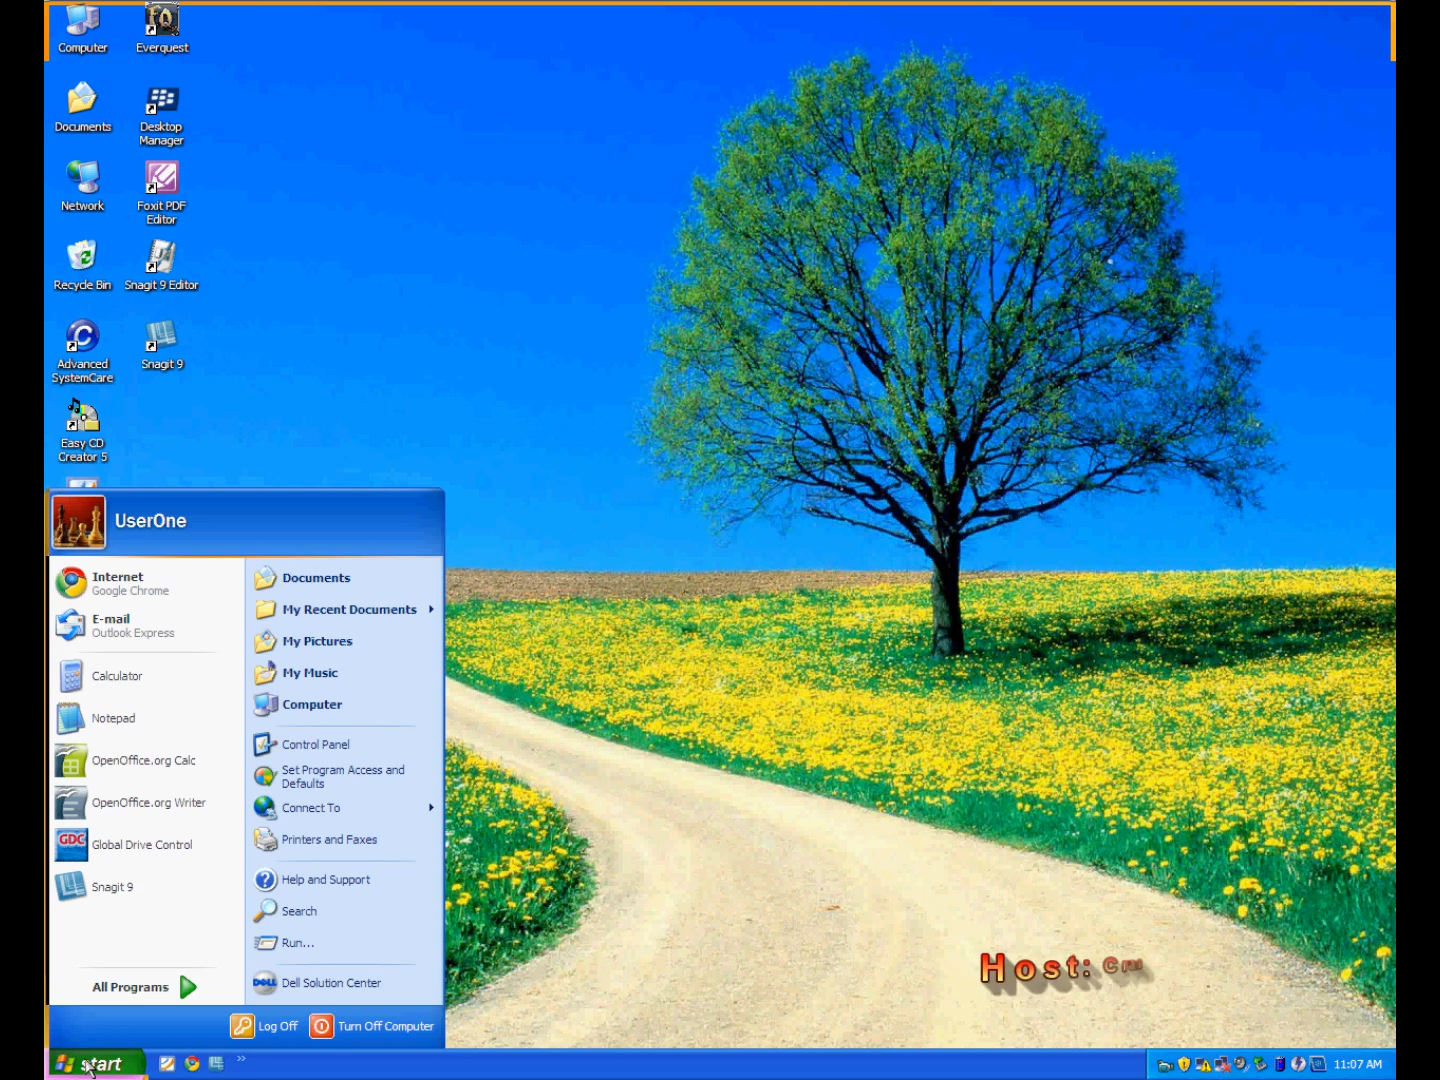 Computer
Everquest
Documents
Desktop
Manager
Network
Foxit PDF
Editor
Recycle Bin
Snagit 9 Editor
Advanced
SystemCare
Snagit 9
Easy CD
Creator 5
UserOne
Internet
Google Chrome
E-mail
Outlook Express
Calculator
Notepad
OpenOffice.org Calc
OpenOffice.org Writer
GDC
Global Drive Control
Snagit 9
All Programs
Documents
My Recent Documents
My Pictures
My Music
Computer
Control Panel
Set Program Access and
Defaults
Connect To
Printers and Faxes
Help and Support
Search
Run...
DELL
Dell Solution Center
Log Off
Turn Off Computer
Host:
start
11:07 AM